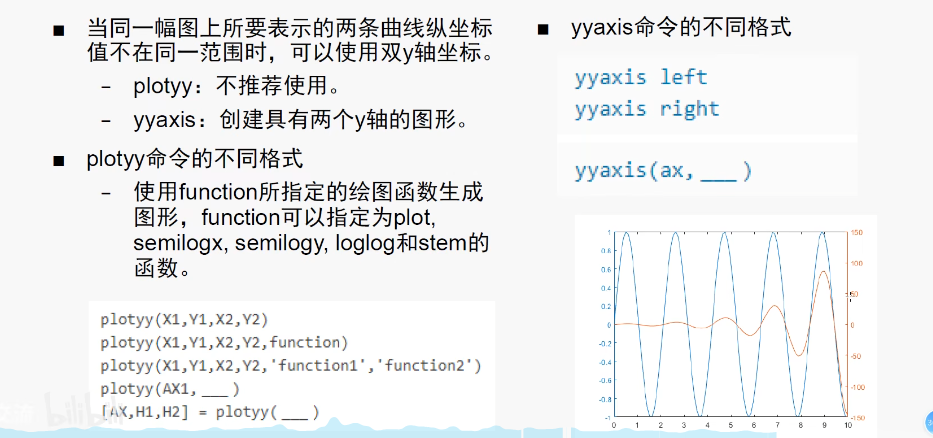 当同一幅图上所要表示的两条曲线纵坐标
值不在同一范围时，可以使用双y轴坐标。
– plotyy：不推荐使用。
– yyaxis：创建具有两个y轴的图形。
plotyy命令的不同格式
– 使用function所指定的绘图函数生成
图形，function可以指定为plot,
semilogx, semilogy, loglog和stem的
函数。
plotyy(X1,Y1,X2,Y2)
plotyy(X1,Y1,X2,Y2,function)
plotyy(X1,Y1,X2,Y2,'function1','function2')
plotyy(AX1,___)
[AX,H1,H2] = plotyy(___)
bilibili
yyaxis命令的不同格式
yyaxis left
yyaxis right
yyaxis(ax,___)
1
0.8
0.6
0.4
0.2
0
-0.2
-0.4
-0.6
-0.8
-1
150
100
50
0
-50
-100
-150
0 1 2 3 4 5 6 7 8 9 10